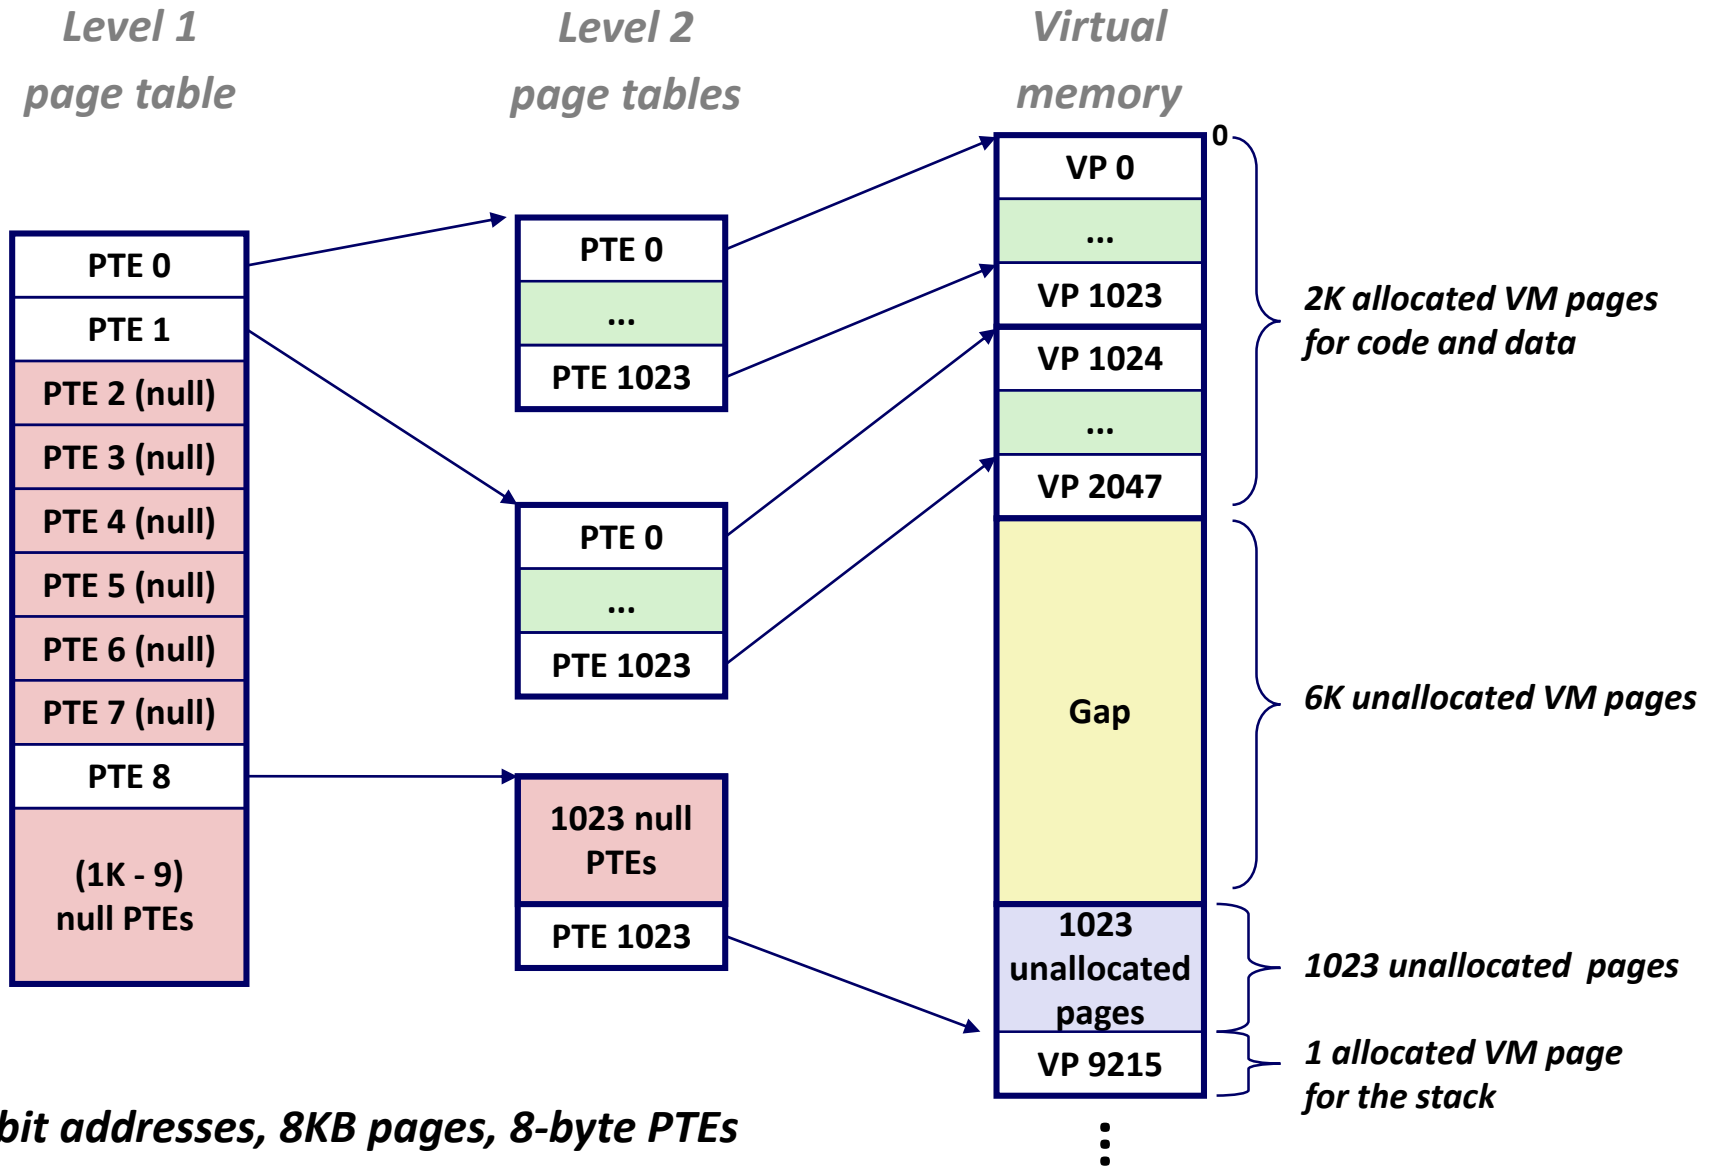 Level 1
page table
Level 2
page tables
Virtual
memory
PTE 0
PTE 1
PTE 2 (null)
PTE 3 (null)
PTE 4 (null)
PTE 5 (null)
PTE 6 (null)
PTE 7 (null)
PTE 8
(1K - 9)
null PTEs
PTE 0
...
PTE 1023
PTE 0
...
PTE 1023
1023 null
PTEs
PTE 1023
0
VP 0
...
VP 1023
VP 1024
...
VP 2047
Gap
1023
unallocated
pages
VP 9215
...
2K allocated VM pages
for code and data
6K unallocated VM pages
1023 unallocated pages
1 allocated VM page
for the stack
bit addresses, 8KB pages, 8-byte PTEs